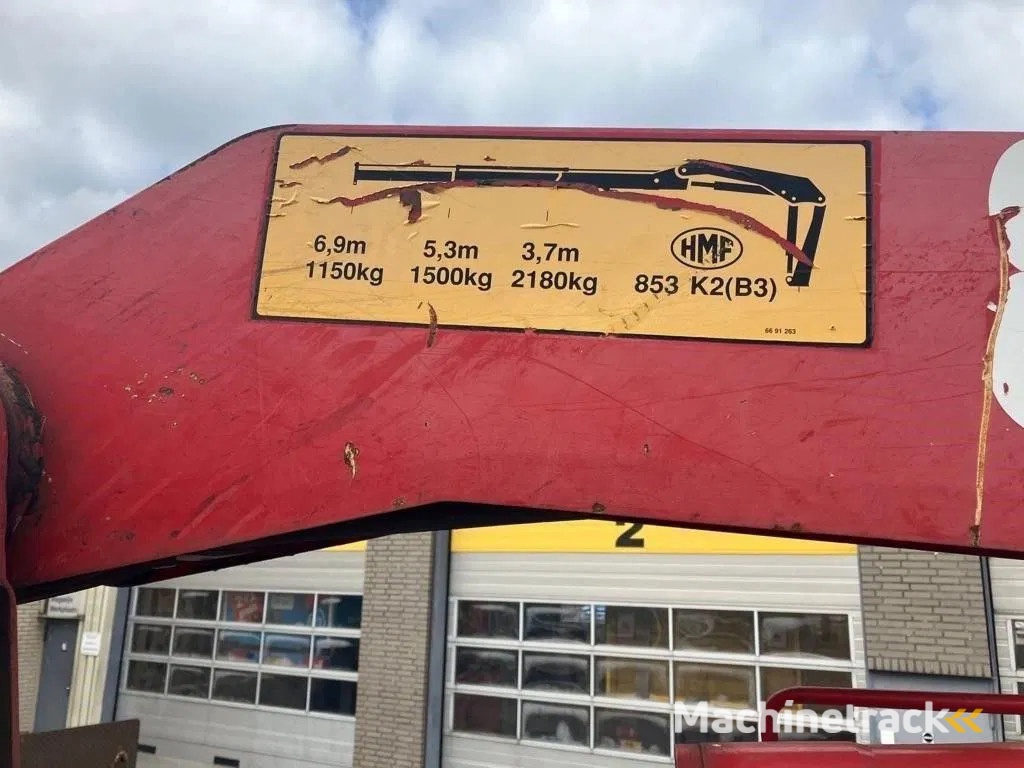 6,9m 5,3m 3,7m HMF
1150kg 1500kg 2180kg 853 K2(B3)
66 91 263
2
Machinetrack